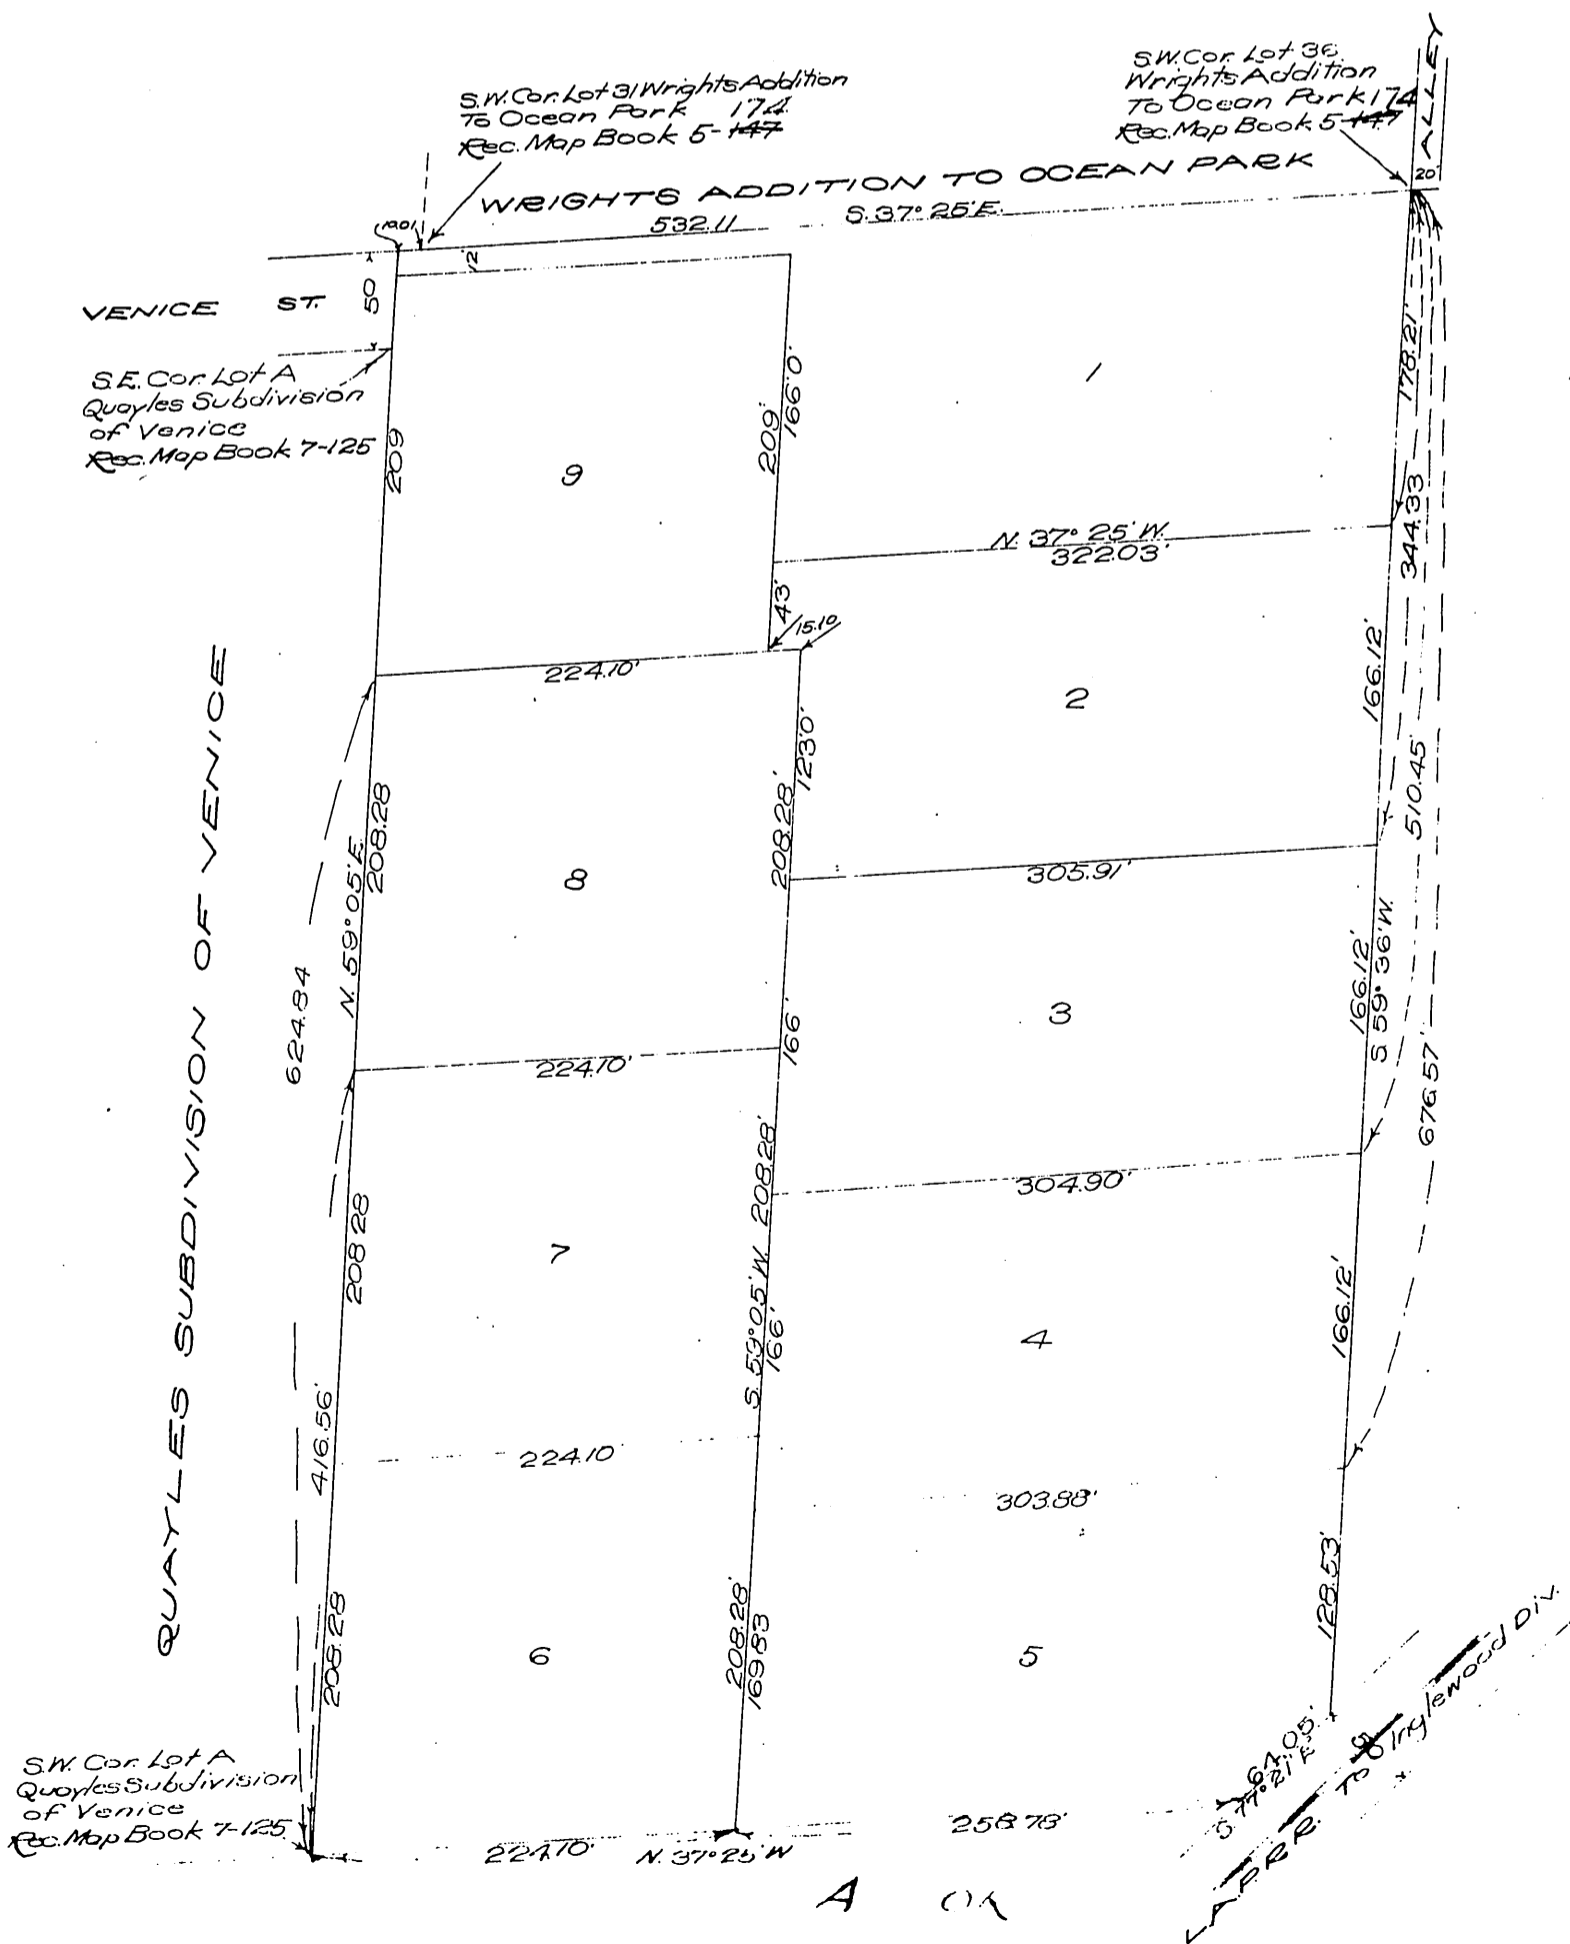 S.W. Cor. Lot 31 Wrights Addition
To Ocean Park 174
Rec. Map Book 5-147
S.W. Cor. Lot 36
Wrights Addition
To Ocean Park 174
Rec. Map Book 5-147
ALLEY
20'
WRIGHTS ADDITION TO OCEAN PARK
532.11 S. 37° 25' E.
12'
50
VENICE ST.
S.E. Cor. Lot A
Quayles Subdivision
of Venice
Rec. Map Book 7-125
209
9
209'
166.0'
1
178.21'
344.33
N. 37° 25' W.
322.03'
43'
15.10
224.10'
2
166.12'
123.0'
510.45'
QUAYLES SUBDIVISION OF VENICE
624.84
N. 59° 05' E.
208.28
8
208.28'
305.91'
166.12'
S. 59° 36' W.
3
676.57'
166'
224.10'
208.28
7
208.28'
304.90'
S. 59° 05' W.
166'
4
166.12'
416.56'
224.10
303.88'
208.28
6
208.28'
169.83
5
128.53'
64.05'
S 77° 21' E
L.A.P.R.R. To Inglewood Div.
S.W. Cor. Lot A
Quayles Subdivision
of Venice
Rec. Map Book 7-125
224.10'
N. 37° 25' W
258.78'
A OK